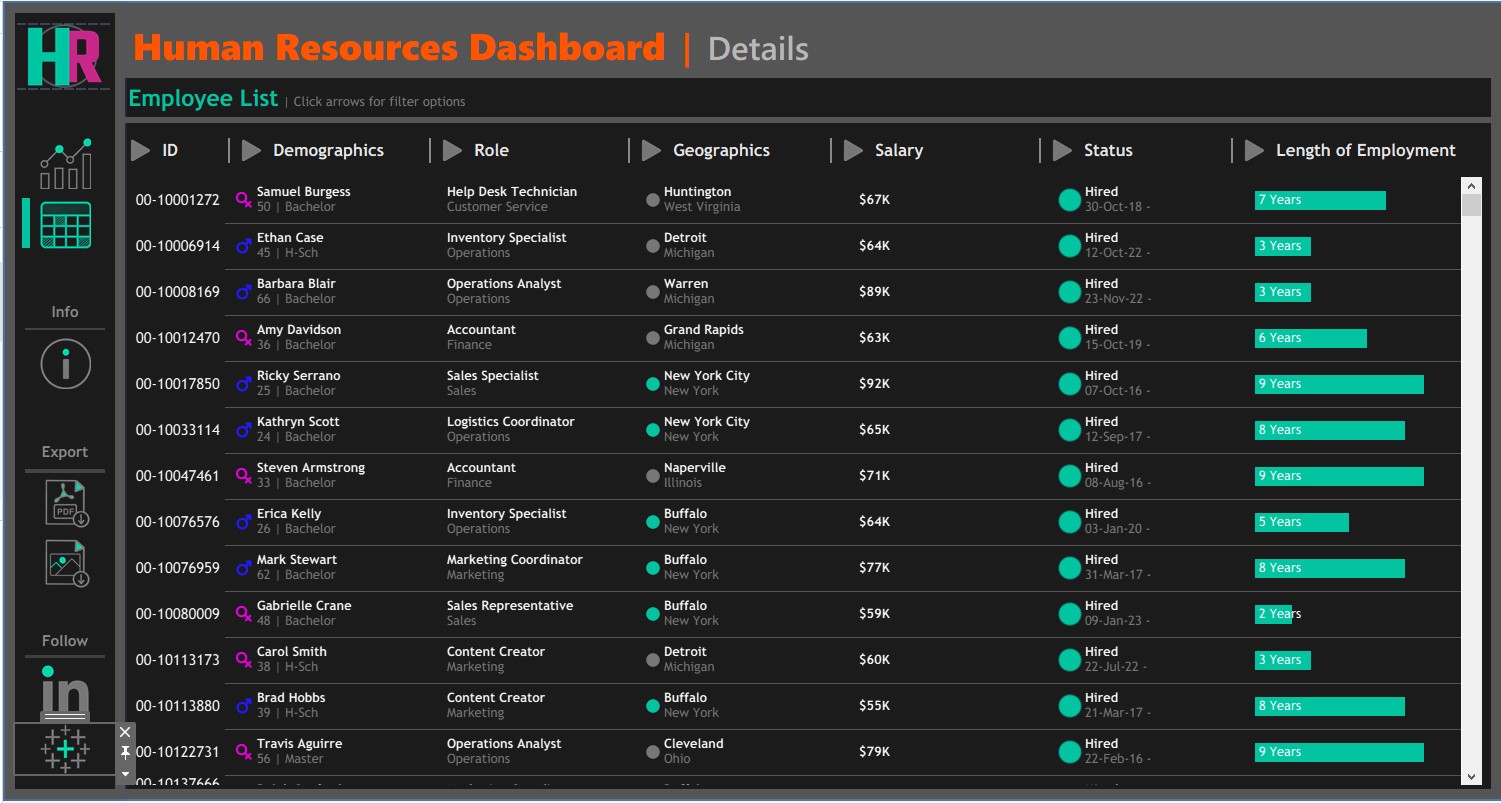 HR
Human Resources Dashboard | Details
Employee List | Click arrows for filter options
ID | Demographics | Role | Geographics | Salary | Status | Length of Employment
00-10001272 Samuel Burgess Help Desk Technician Huntington $67K Hired 7 Years
50 | Bachelor Customer Service West Virginia 30-Oct-18 -
00-10006914 Ethan Case Inventory Specialist Detroit $64K Hired 3 Years
45 | H-Sch Operations Michigan 12-Oct-22 -
00-10008169 Barbara Blair Operations Analyst Warren $89K Hired 3 Years
66 | Bachelor Operations Michigan 23-Nov-22 -
Info
00-10012470 Amy Davidson Accountant Grand Rapids $63K Hired 6 Years
36 | Bachelor Finance Michigan 15-Oct-19 -
00-10017850 Ricky Serrano Sales Specialist New York City $92K Hired 9 Years
25 | Bachelor Sales New York 07-Oct-16 -
00-10033114 Kathryn Scott Logistics Coordinator New York City $65K Hired 8 Years
24 | Bachelor Operations New York 12-Sep-17 -
Export
00-10047461 Steven Armstrong Accountant Naperville $71K Hired 9 Years
33 | Bachelor Finance Illinois 08-Aug-16 -
PDF
00-10076576 Erica Kelly Inventory Specialist Buffalo $64K Hired 5 Years
26 | Bachelor Operations New York 03-Jan-20 -
00-10076959 Mark Stewart Marketing Coordinator Buffalo $77K Hired 8 Years
62 | Bachelor Marketing New York 31-Mar-17 -
00-10080009 Gabrielle Crane Sales Representative Buffalo $59K Hired 2 Years
48 | Bachelor Sales New York 09-Jan-23 -
Follow
00-10113173 Carol Smith Content Creator Detroit $60K Hired 3 Years
38 | H-Sch Marketing Michigan 22-Jul-22 -
in
00-10113880 Brad Hobbs Content Creator Buffalo $55K Hired 8 Years
39 | H-Sch Marketing New York 21-Mar-17 -
00-10122731 Travis Aguirre Operations Analyst Cleveland $79K Hired 9 Years
56 | Master Operations Ohio 22-Feb-16 -
00-10137666